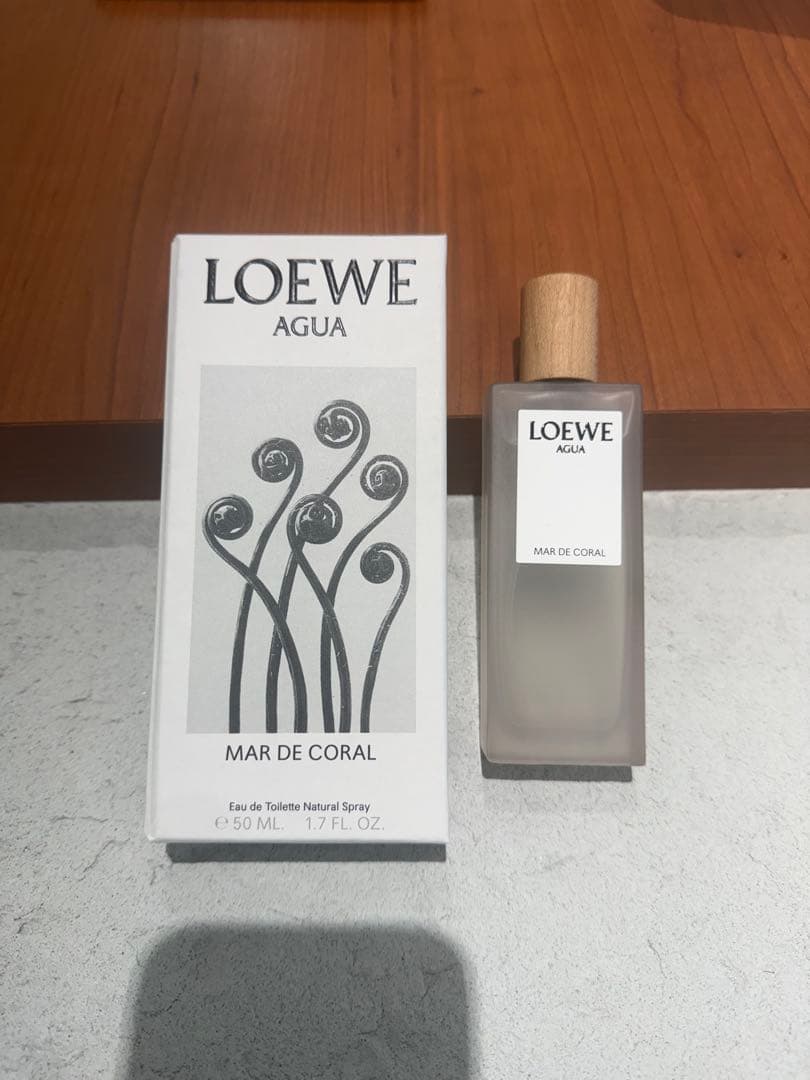 LOEWE
AGUA
MAR DE CORAL
Eau de Toilette Natural Spray
℮ 50 ML. 1.7 FL. OZ.
LOEWE
AGUA
MAR DE CORAL